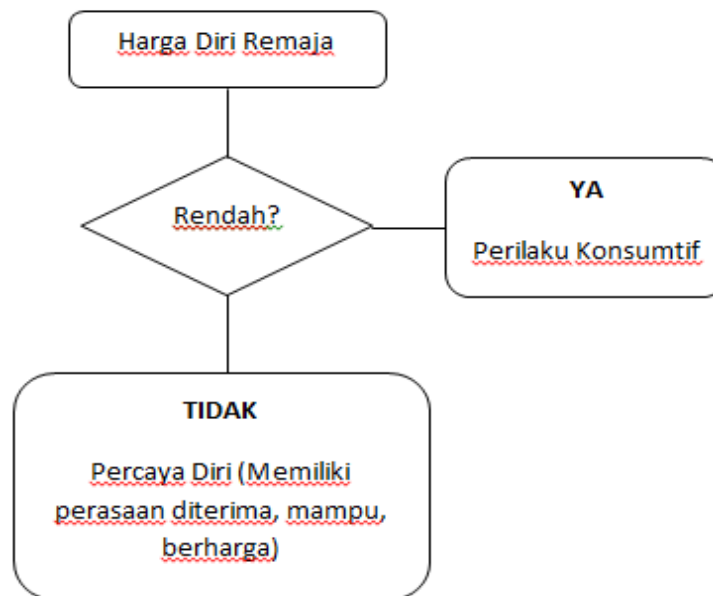 Harga Diri Remaja
Rendah?
YA
Perilaku Konsumtif
TIDAK
Percaya Diri (Memiliki
perasaan diterima, mampu,
berharga)